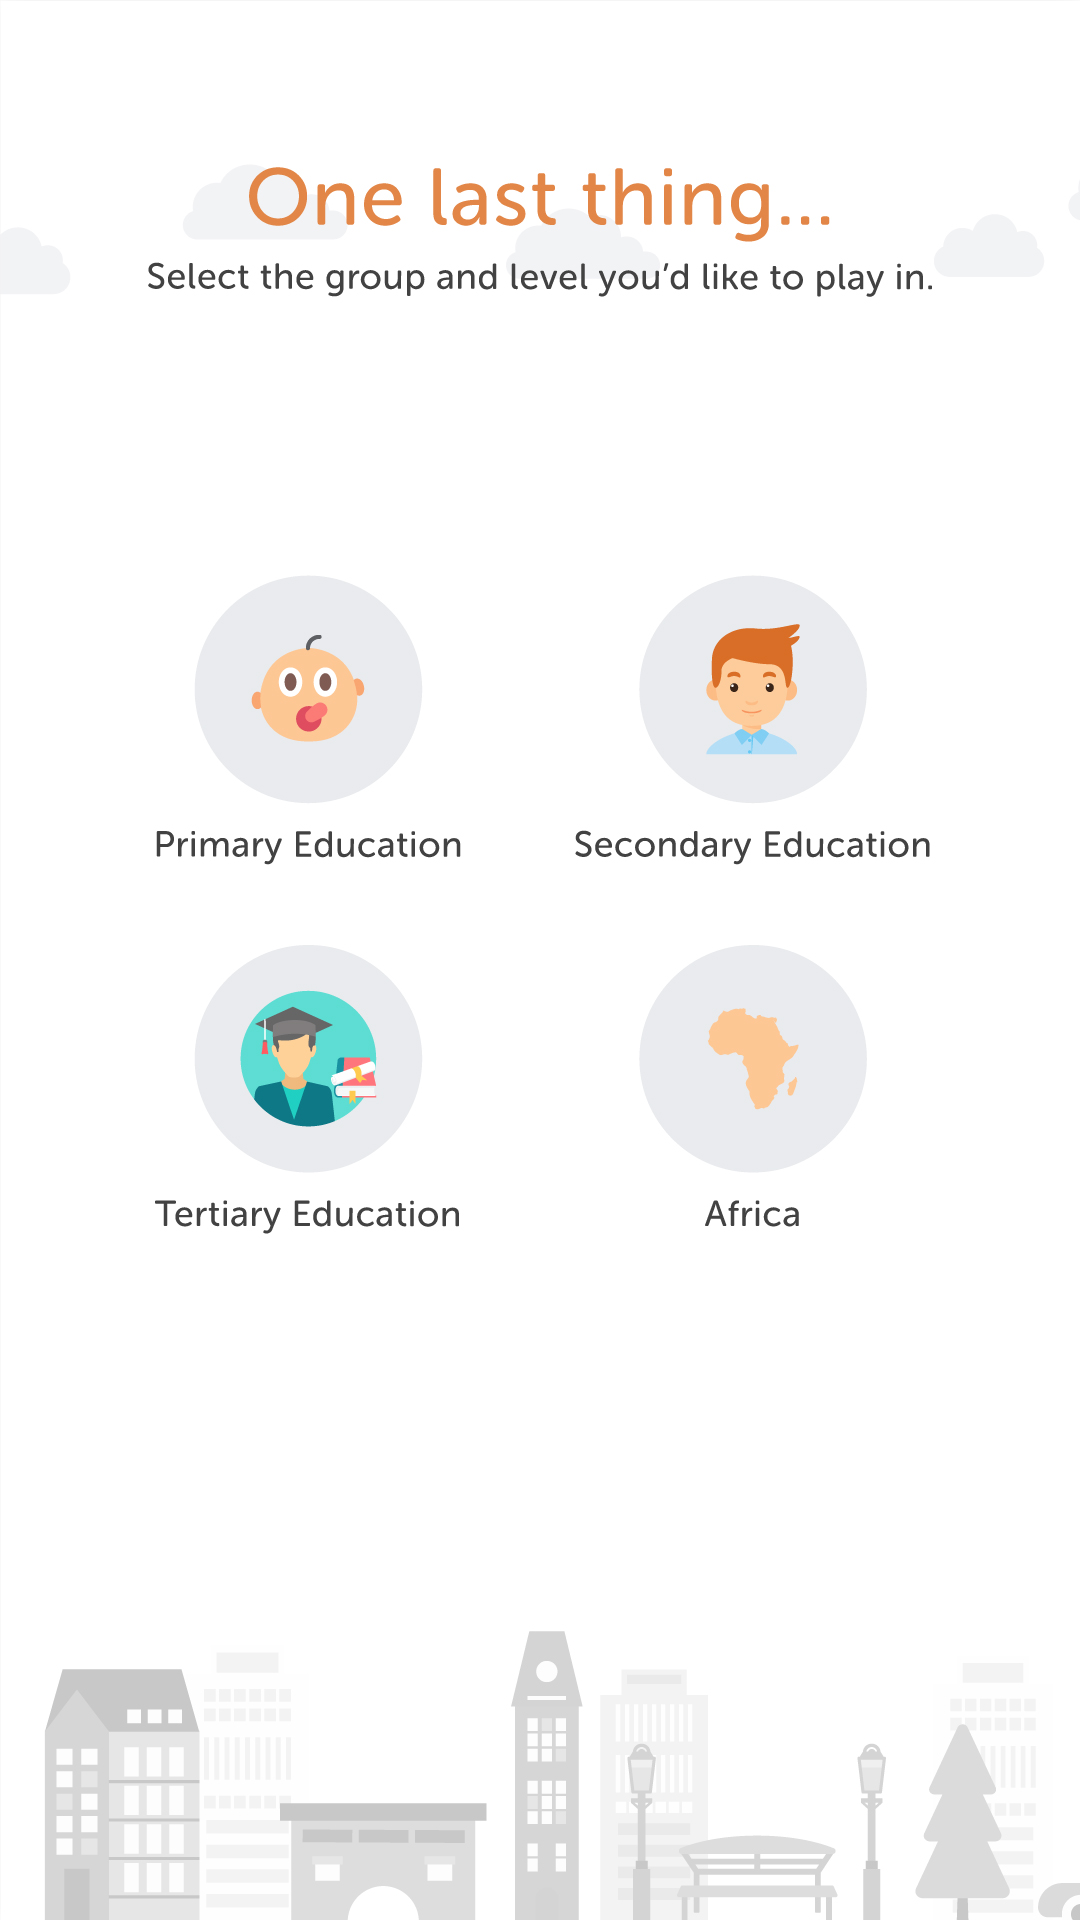 One last thing...
Select the group and level you’d like to play in.
Primary Education
Secondary Education
Tertiary Education
Africa